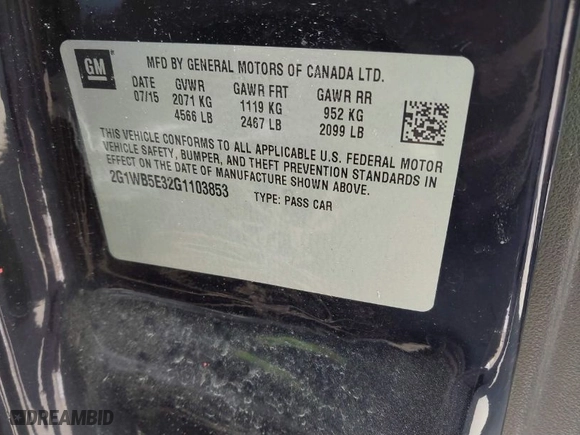 GM
MFD BY GENERAL MOTORS OF CANADA LTD.
DATE GVWR GAWR FRT GAWR RR
07/15 2071 KG 1119 KG 952 KG
4566 LB 2467 LB 2099 LB
THIS VEHICLE CONFORMS TO ALL APPLICABLE U.S. FEDERAL MOTOR
VEHICLE SAFETY, BUMPER, AND THEFT PREVENTION STANDARDS IN
EFFECT ON THE DATE OF MANUFACTURE SHOWN ABOVE.
2G1WB5E32G1103853 TYPE: PASS CAR
DREAMBID